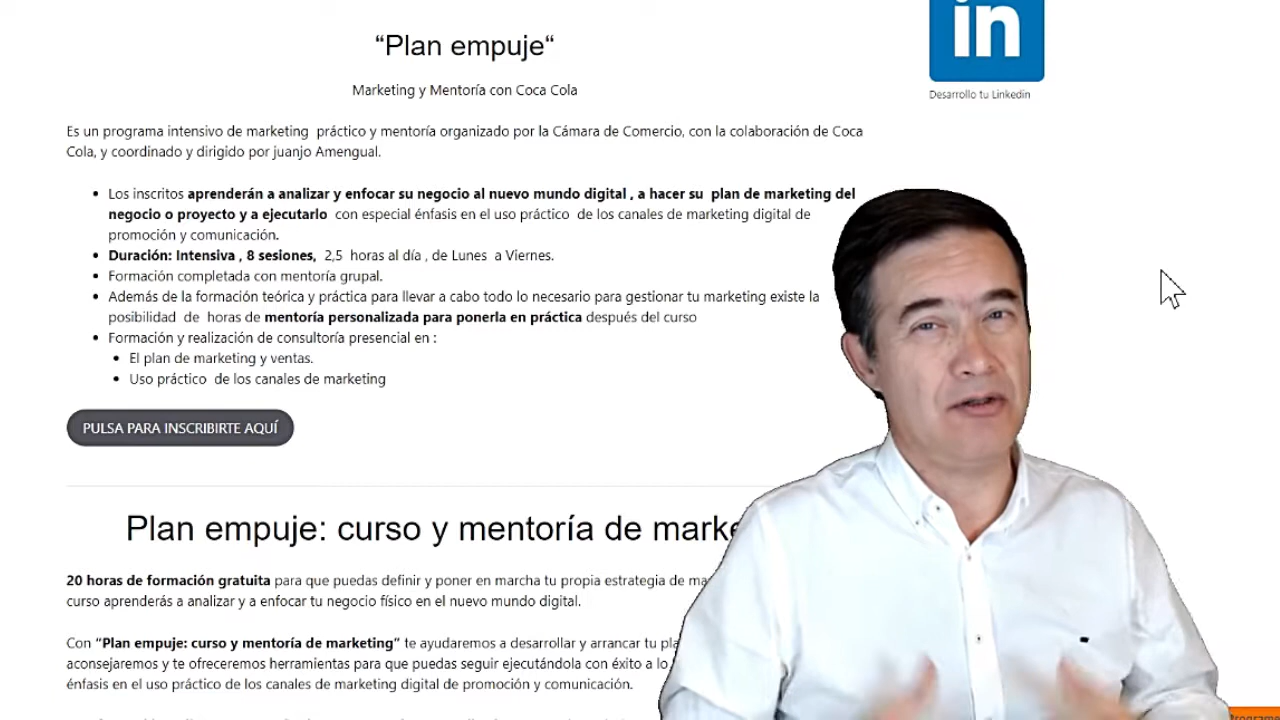 in
“Plan empuje“
Desarrollo tu Linkedin
Marketing y Mentoría con Coca Cola
Es un programa intensivo de marketing práctico y mentoría organizado por la Cámara de Comercio, con la colaboración de Coca
Cola, y coordinado y dirigido por juanjo Amengual.
• Los inscritos aprenderán a analizar y enfocar su negocio al nuevo mundo digital , a hacer su plan de marketing del
negocio o proyecto y a ejecutarlo con especial énfasis en el uso práctico de los canales de marketing digital de
promoción y comunicación.
• Duración: Intensiva , 8 sesiones, 2,5 horas al día , de Lunes a Viernes.
• Formación completada con mentoría grupal.
• Además de la formación teórica y práctica para llevar a cabo todo lo necesario para gestionar tu marketing existe la
posibilidad de horas de mentoría personalizada para ponerla en práctica después del curso
• Formación y realización de consultoría presencial en :
• El plan de marketing y ventas.
• Uso práctico de los canales de marketing
PULSA PARA INSCRIBIRTE AQUÍ
Plan empuje: curso y mentoría de marke
20 horas de formación gratuita para que puedas definir y poner en marcha tu propia estrategia de ma
curso aprenderás a analizar y a enfocar tu negocio físico en el nuevo mundo digital.
Con “Plan empuje: curso y mentoría de marketing” te ayudaremos a desarrollar y arrancar tu pla
aconsejaremos y te ofreceremos herramientas para que puedas seguir ejecutándola con éxito a lo
énfasis en el uso práctico de los canales de marketing digital de promoción y comunicación.